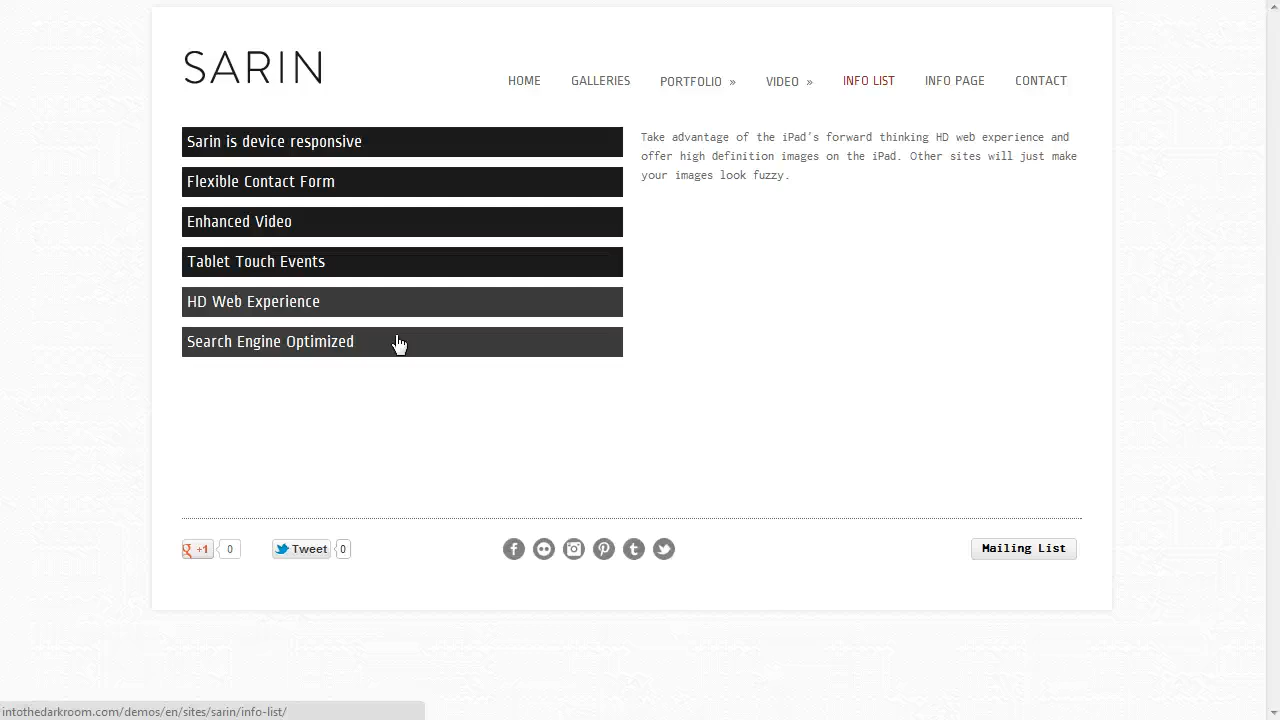 SARIN
HOME GALLERIES PORTFOLIO » VIDEO » INFO LIST INFO PAGE CONTACT
Sarin is device responsive
Flexible Contact Form
Enhanced Video
Tablet Touch Events
HD Web Experience
Search Engine Optimized
Take advantage of the iPad's forward thinking HD web experience and
offer high definition images on the iPad. Other sites will just make
your images look fuzzy.
g +1 0 Tweet 0 Mailing List
intothedarkroom.com/demos/en/sites/sarin/info-list/